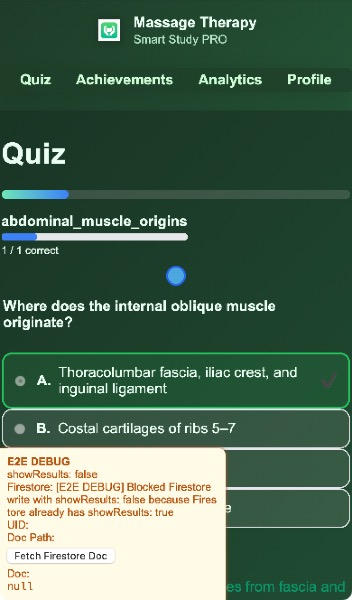 Massage Therapy
Smart Study PRO
Quiz Achievements Analytics Profile
Quiz
abdominal_muscle_origins
1 / 1 correct
Where does the internal oblique muscle
originate?
A. Thoracolumbar fascia, iliac crest, and
inguinal ligament
B. Costal cartilages of ribs 5–7
E2E DEBUG
showResults: false
Firestore: [E2E DEBUG] Blocked Firestore
write with showResults: false because Fires
tore already has showResults: true
UID:
Doc Path:
Fetch Firestore Doc
Doc:
null
es from fascia and